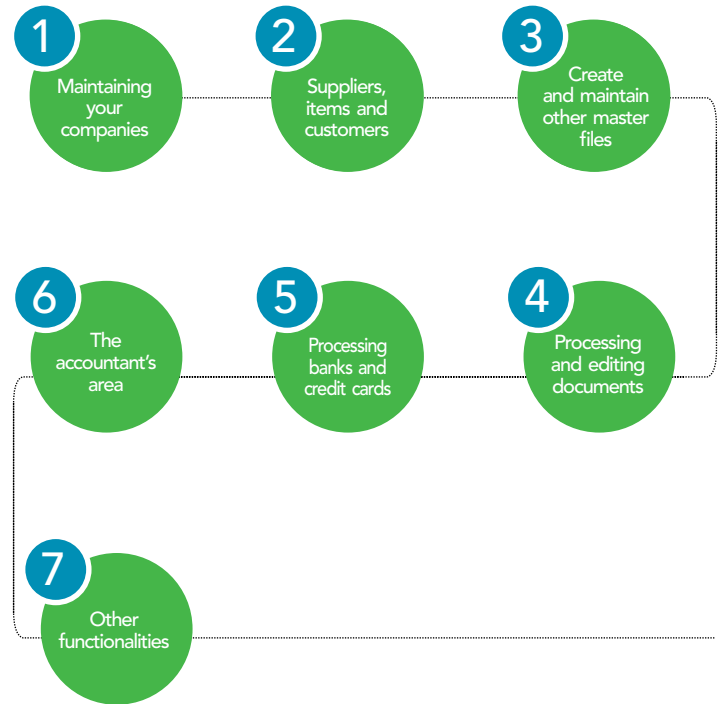 1
Maintaining
your
companies
2
Suppliers,
items and
customers
3
Create
and maintain
other master
files
4
Processing
and editing
documents
5
Processing
banks and
credit cards
6
The
accountant's
area
7
Other
functionalities